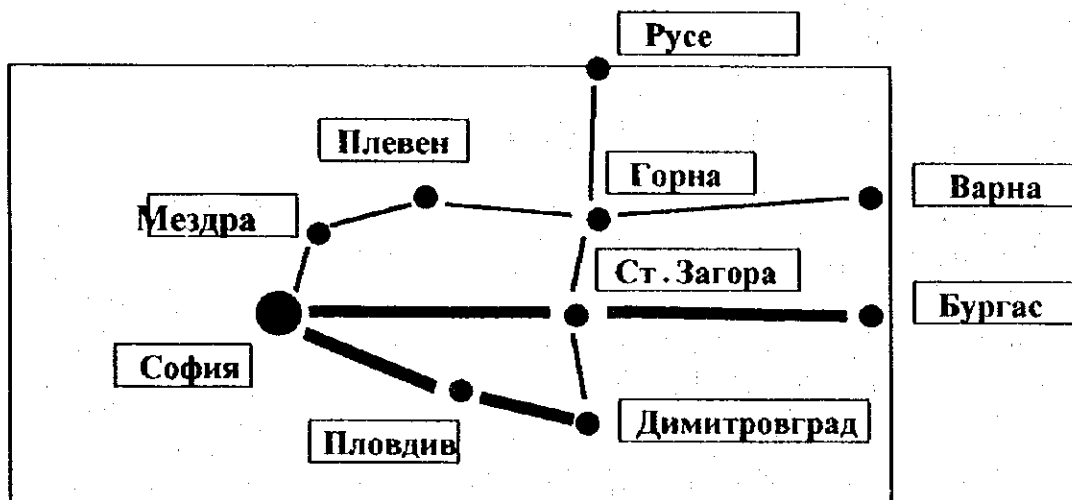 Русе
Плевен
Горна
Варна
Мездра
Ст.Загора
Бургас
София
Димитровград
Пловдив